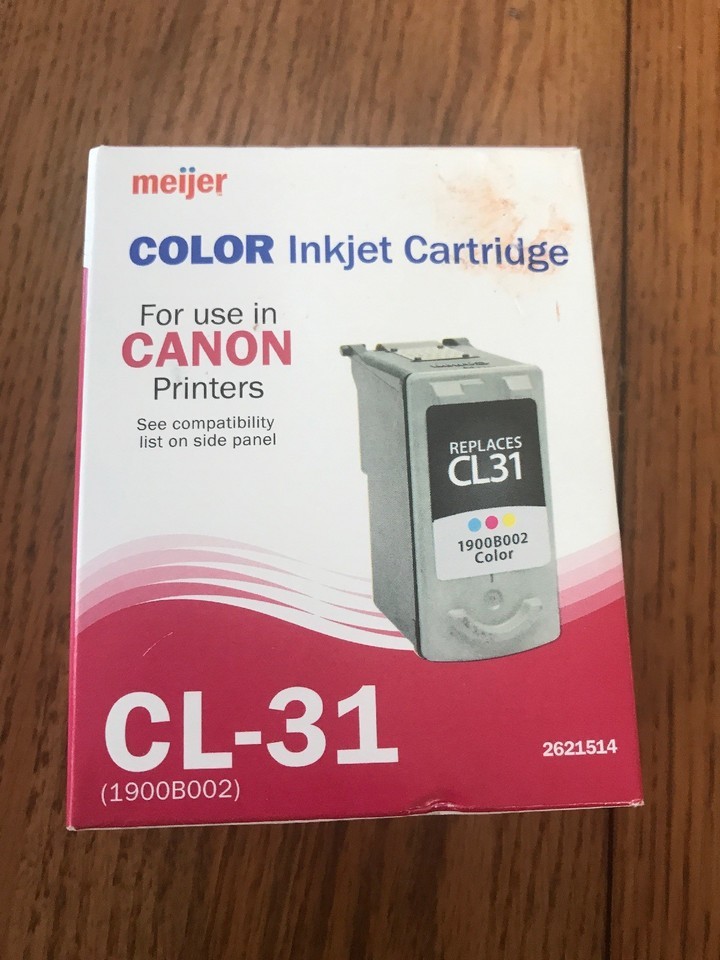 meijer
COLOR Inkjet Cartridge
For use in
CANON
Printers
See compatibility
list on side panel
REPLACES
CL31
1900B002
Color
CL-31
(1900B002)
2621514